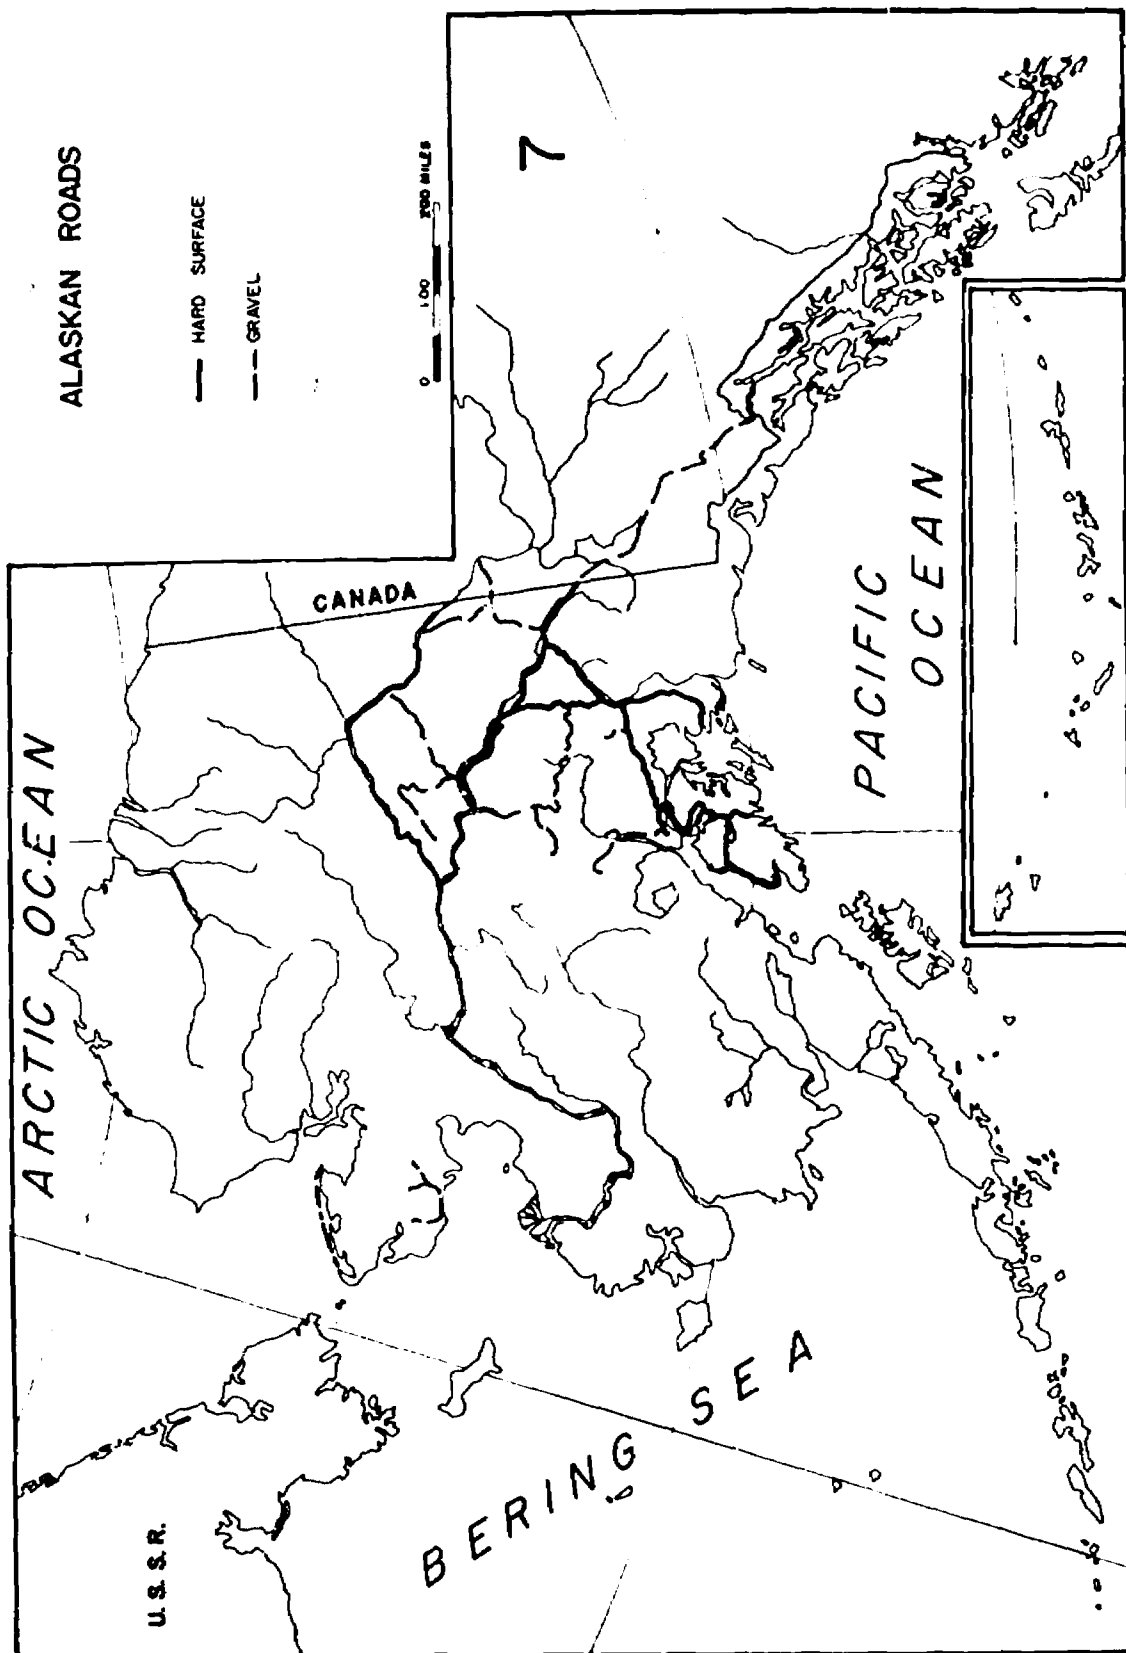 ALASKAN ROADS
HARD SURFACE
GRAVEL
0 100 200 MILES
7
CANADA
ARCTIC OCEAN
PACIFIC
OCEAN
U.S.S.R.
BERING SEA